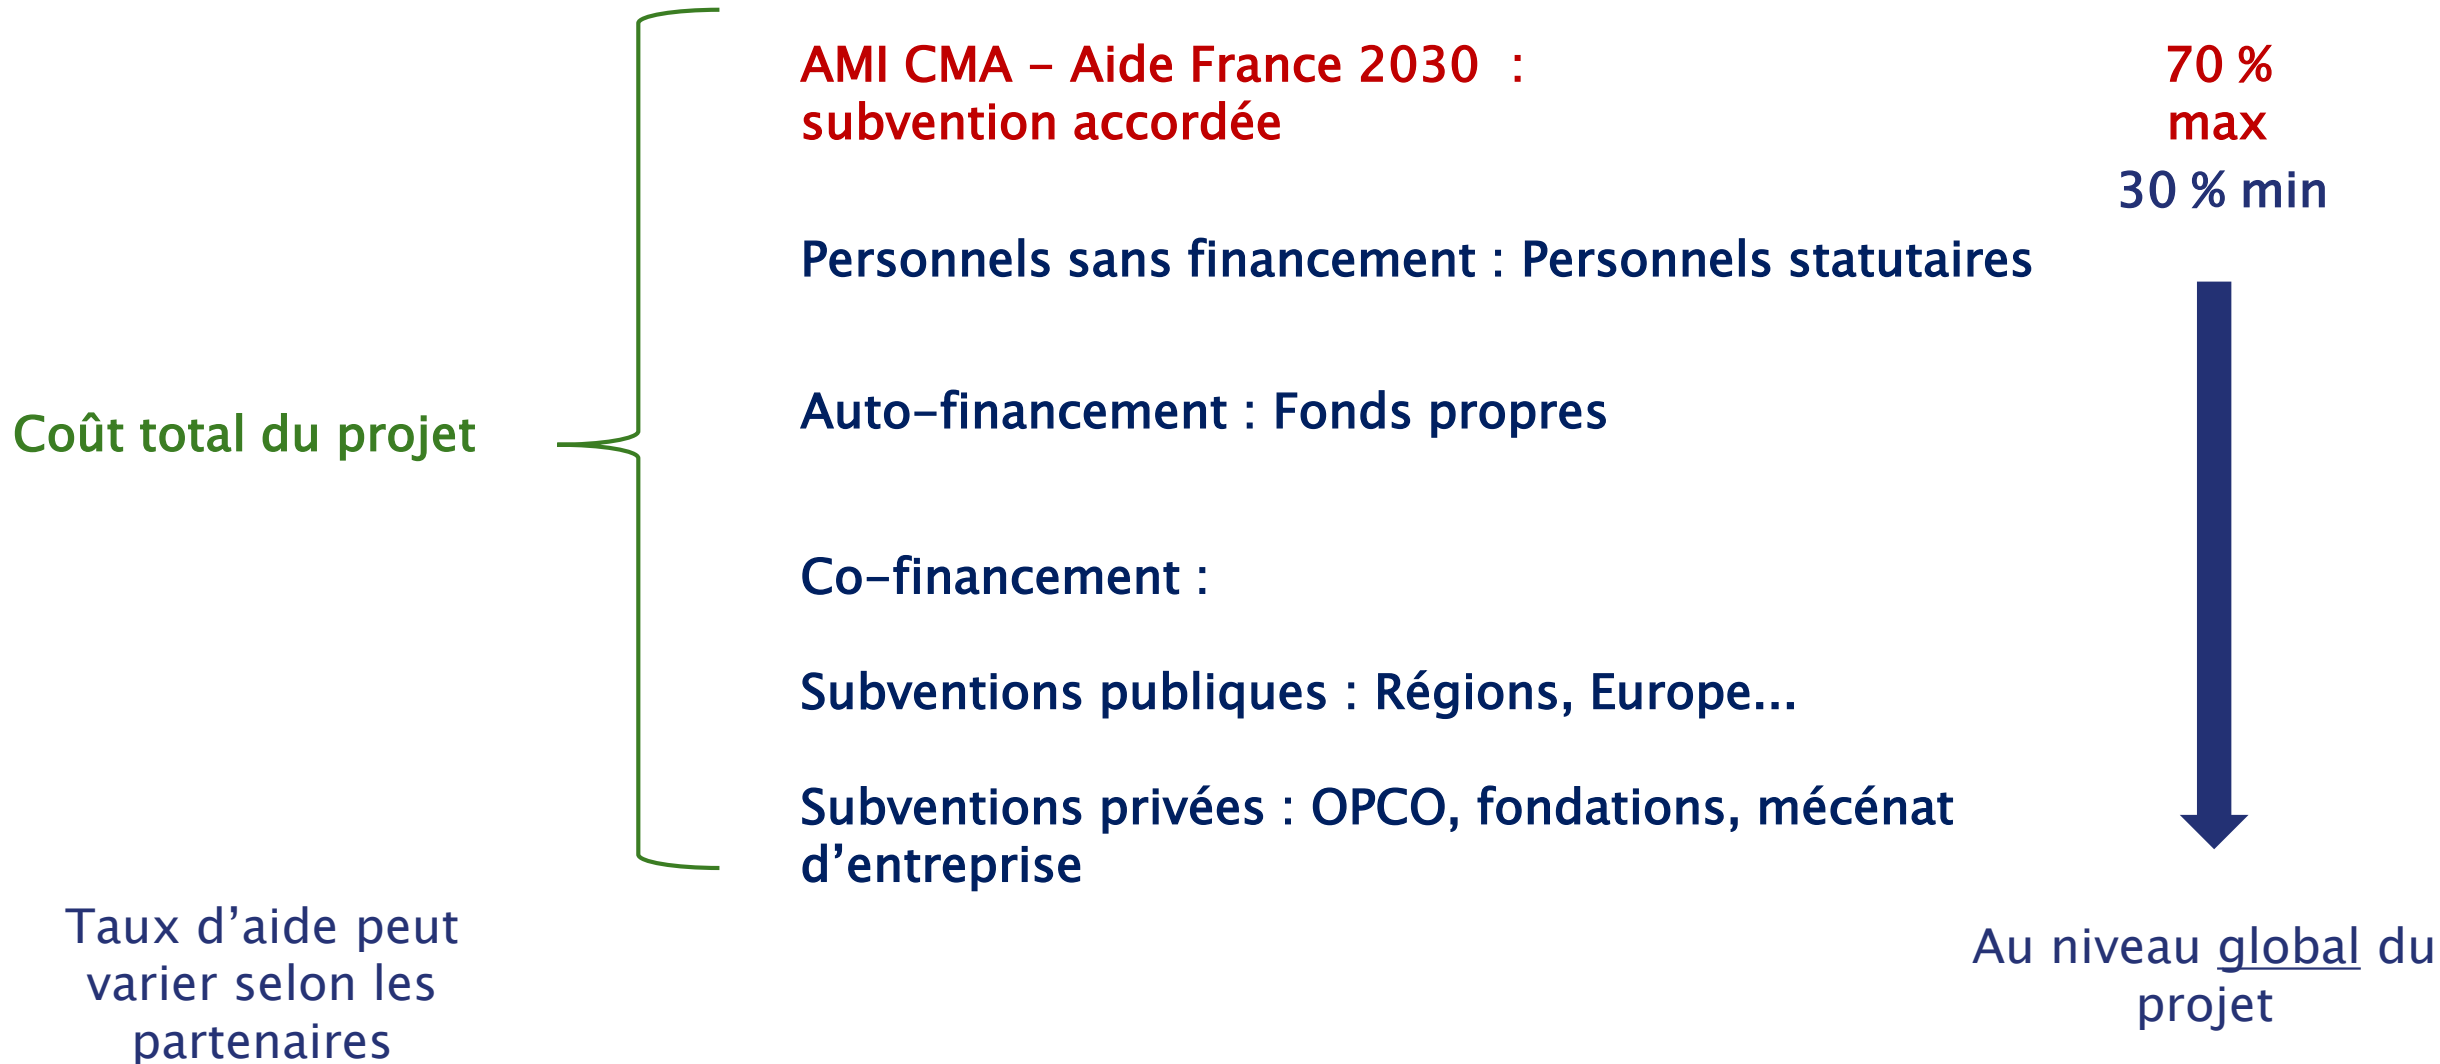 AMI CMA – Aide France 2030 :
subvention accordée
70 %
max
30 % min
Personnels sans financement : Personnels statutaires
Auto-financement : Fonds propres
Coût total du projet
Co-financement :
Subventions publiques : Régions, Europe...
Subventions privées : OPCO, fondations, mécénat
d’entreprise
Taux d’aide peut
varier selon les
partenaires
Au niveau global du
projet